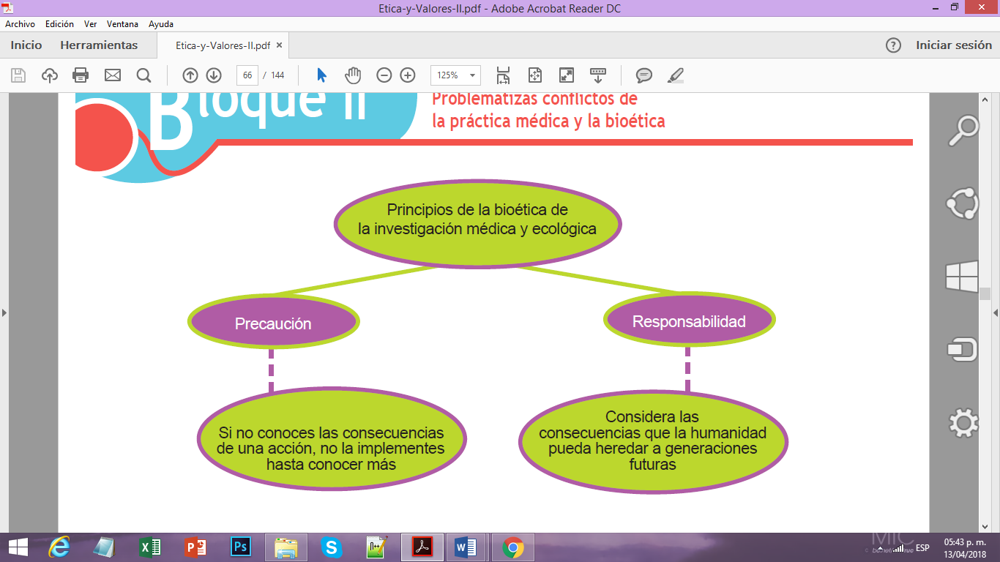 Etica-y-Valores-II.pdf - Adobe Acrobat Reader DC
Archivo Edición Ver Ventana Ayuda
Inicio Herramientas Etica-y-Valores-II.pdf × ? Iniciar sesión
66 / 144 125%
Bloque II
Problematizas conflictos de
la práctica médica y la bioética
Principios de la bioética de
la investigación médica y ecológica
Precaución
Responsabilidad
Si no conoces las consecuencias
de una acción, no la implementes
hasta conocer más
Considera las
consecuencias que la humanidad
pueda heredar a generaciones
futuras
ESP
05:43 p. m.
13/04/2018